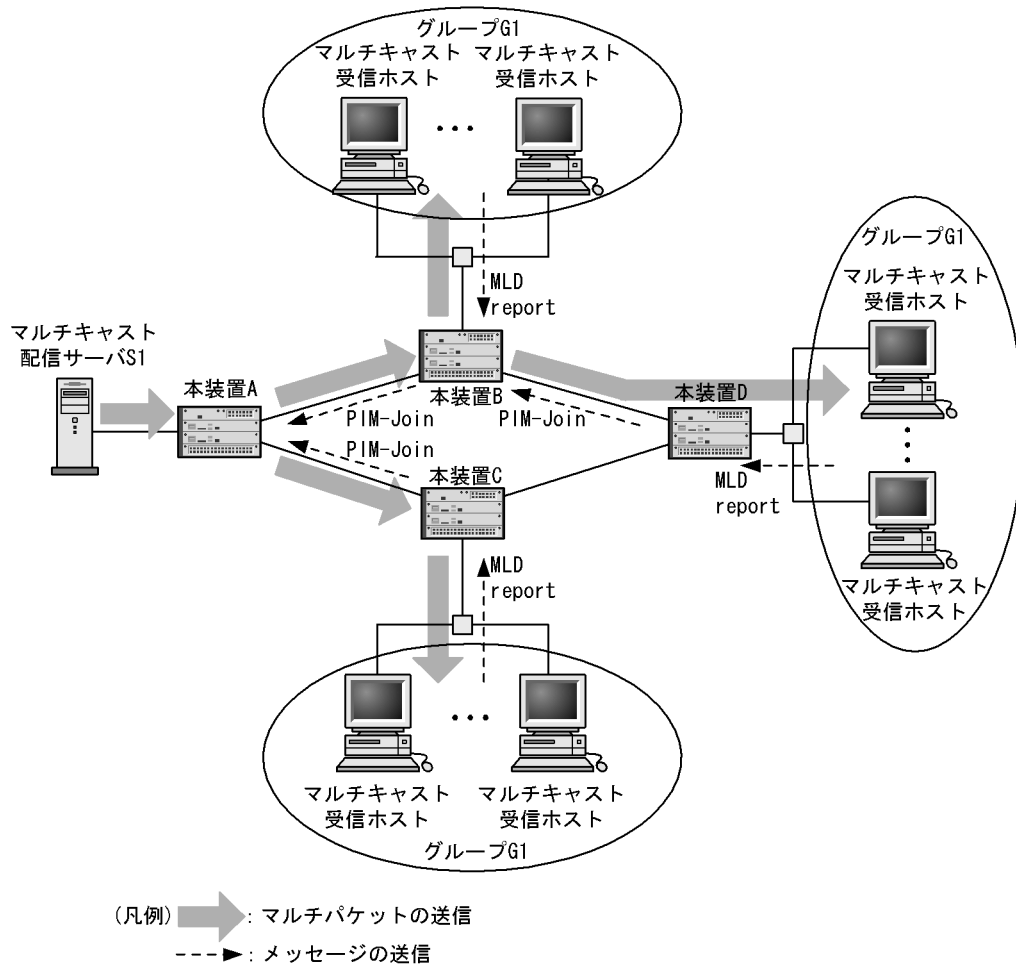 グループG1
マルチキャスト
受信ホスト
マルチキャスト
受信ホスト
MLD
report
グループG1
マルチキャスト
受信ホスト
マルチキャスト
配信サーバS1
本装置A
本装置B
本装置D
PIM-Join
PIM-Join
PIM-Join
本装置C
MLD
report
マルチキャスト
受信ホスト
MLD
report
マルチキャスト
受信ホスト
マルチキャスト
受信ホスト
グループG1
(凡例)
: マルチパケットの送信
: メッセージの送信